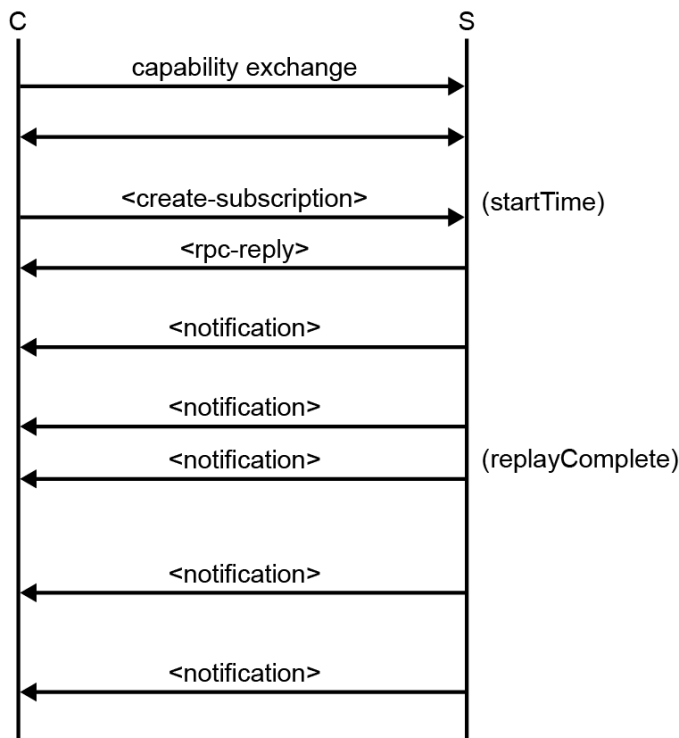 C S
capability exchange
<create-subscription> (startTime)
<rpc-reply>
<notification>
<notification>
<notification> (replayComplete)
<notification>
<notification>